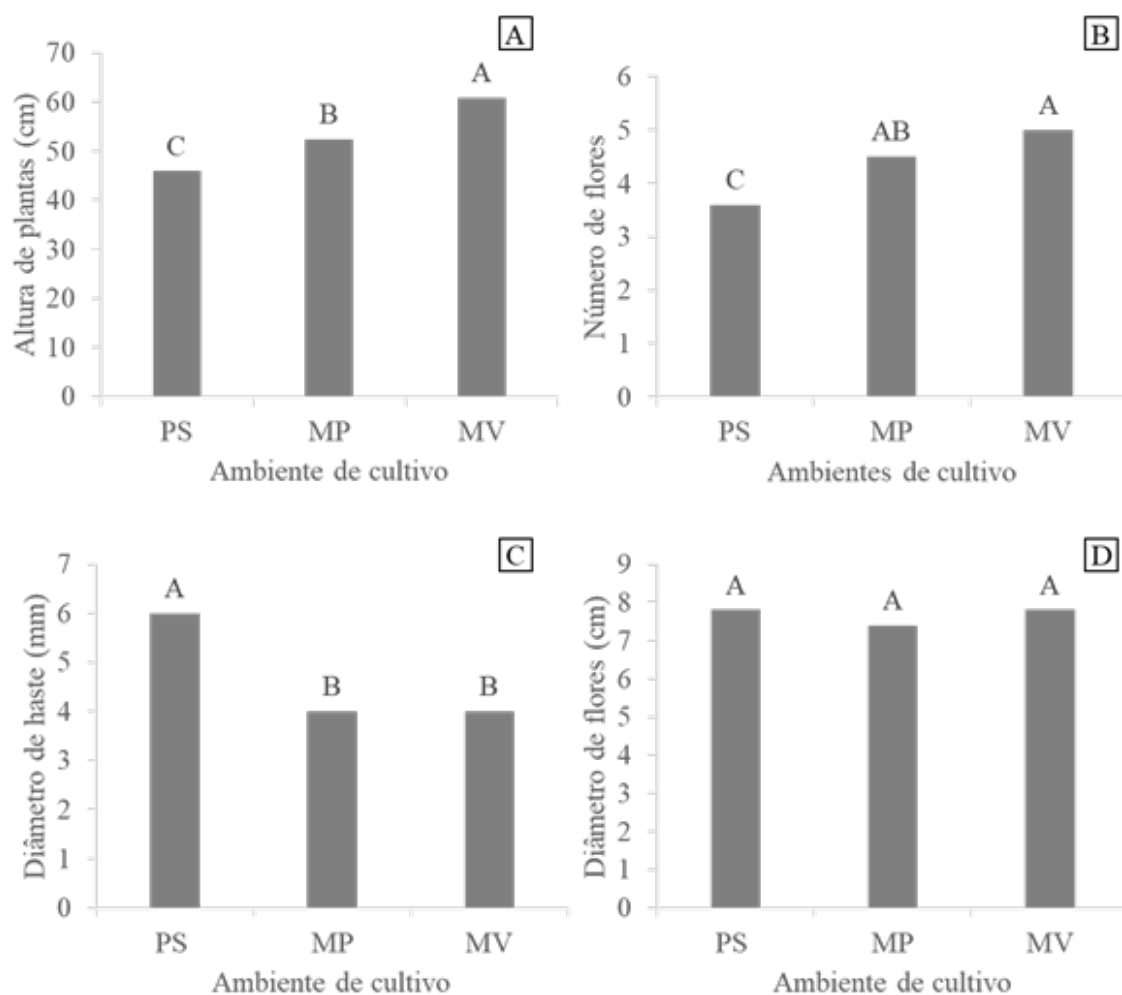 A
Altura de plantas (cm)
70
60
50
40
30
20
10
0
C
B
A
PS MP MV
Ambiente de cultivo
B
Número de flores
6
5
4
3
2
1
0
C
AB
A
PS MP MV
Ambientes de cultivo
C
Diâmetro de haste (mm)
7
6
5
4
3
2
1
0
A
B
B
PS MP MV
Ambiente de cultivo
D
Diâmetro de flores (cm)
9
8
7
6
5
4
3
2
1
0
A
A
A
PS MP MV
Ambiente de cultivo